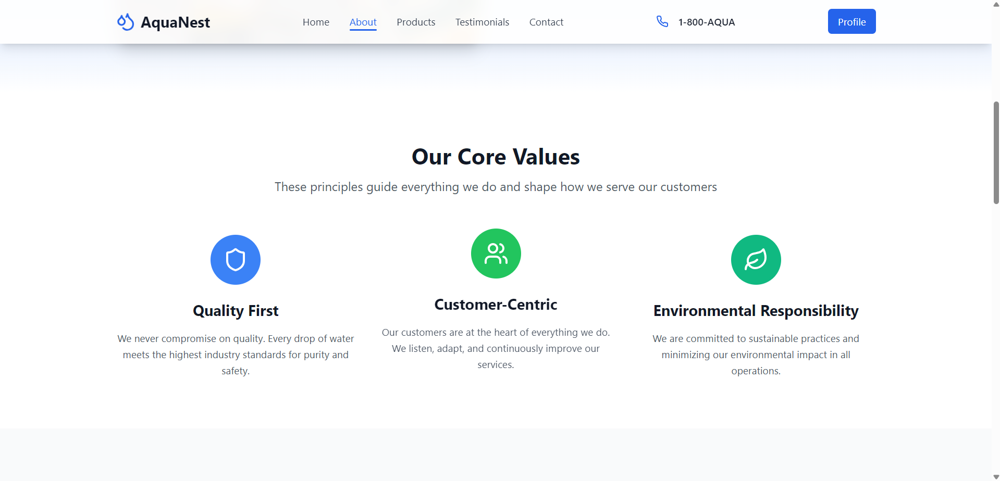 AquaNest
Home
About
Products
Testimonials
Contact
1-800-AQUA
Profile
Our Core Values
These principles guide everything we do and shape how we serve our customers
Quality First
We never compromise on quality. Every drop of water
meets the highest industry standards for purity and
safety.
Customer-Centric
Our customers are at the heart of everything we do.
We listen, adapt, and continuously improve our
services.
Environmental Responsibility
We are committed to sustainable practices and
minimizing our environmental impact in all
operations.